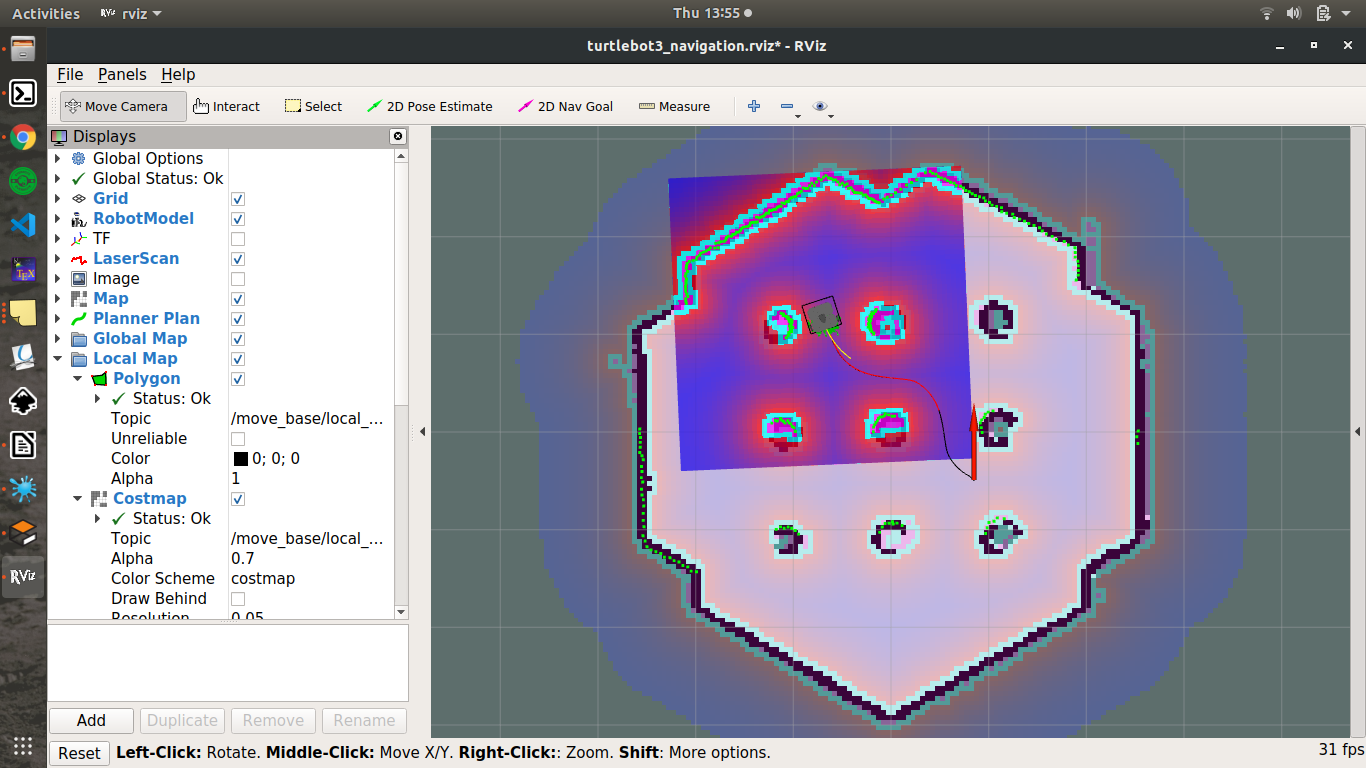 Activities rviz Thu 13:55
turtlebot3_navigation.rviz* - RViz
File Panels Help
Move Camera Interact Select 2D Pose Estimate 2D Nav Goal Measure
Displays
Global Options
Global Status: Ok
Grid
RobotModel
TF
LaserScan
Image
Map
Planner Plan
Global Map
Local Map
Polygon
Status: Ok
Topic /move_base/local_...
Unreliable
Color 0; 0; 0
Alpha 1
Costmap
Status: Ok
Topic /move_base/local_...
Alpha 0.7
Color Scheme costmap
Draw Behind
Resolution 0.05
Add Duplicate Remove Rename
Reset Left-Click: Rotate. Middle-Click: Move X/Y. Right-Click:: Zoom. Shift: More options. 31 fps